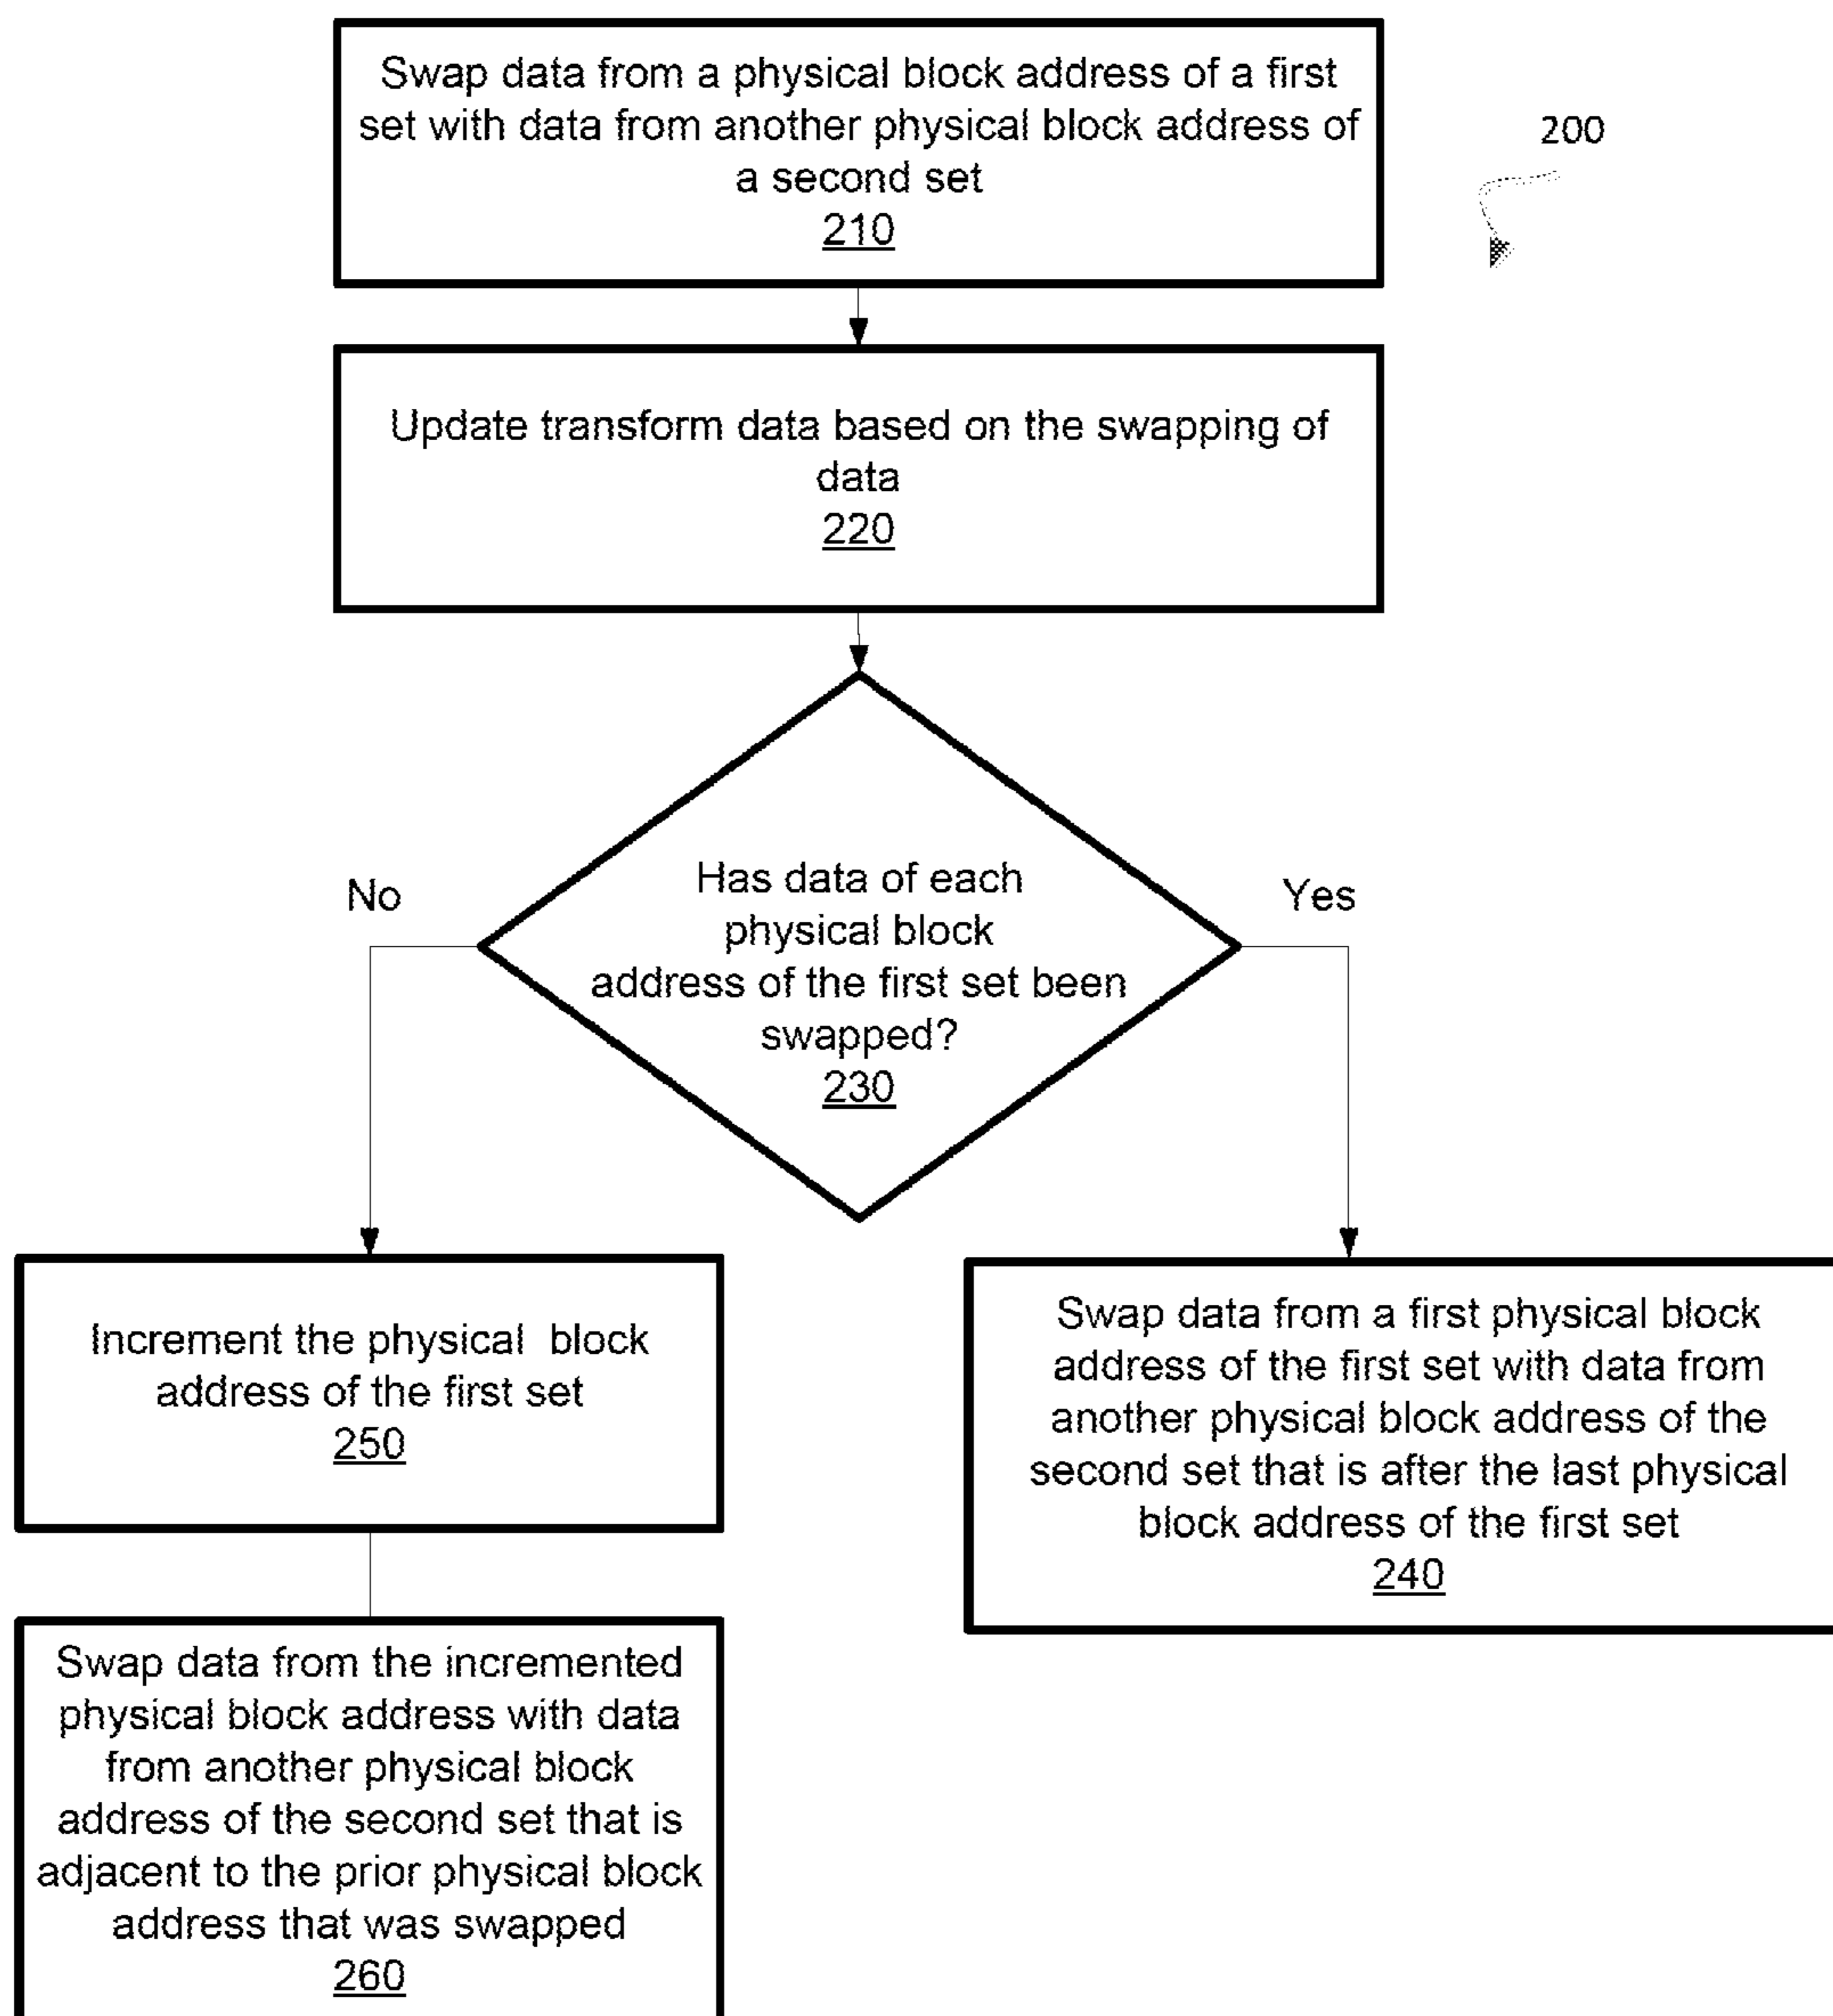 Swap data from a physical block address of a first
set with data from another physical block address of
a second set
210
200
Update transform data based on the swapping of
data
220
Has data of each
physical block
address of the first set been
swapped?
230
No
Yes
Increment the physical block
address of the first set
250
Swap data from a first physical block
address of the first set with data from
another physical block address of the
second set that is after the last physical
block address of the first set
240
Swap data from the incremented
physical block address with data
from another physical block
address of the second set that is
adjacent to the prior physical block
address that was swapped
260